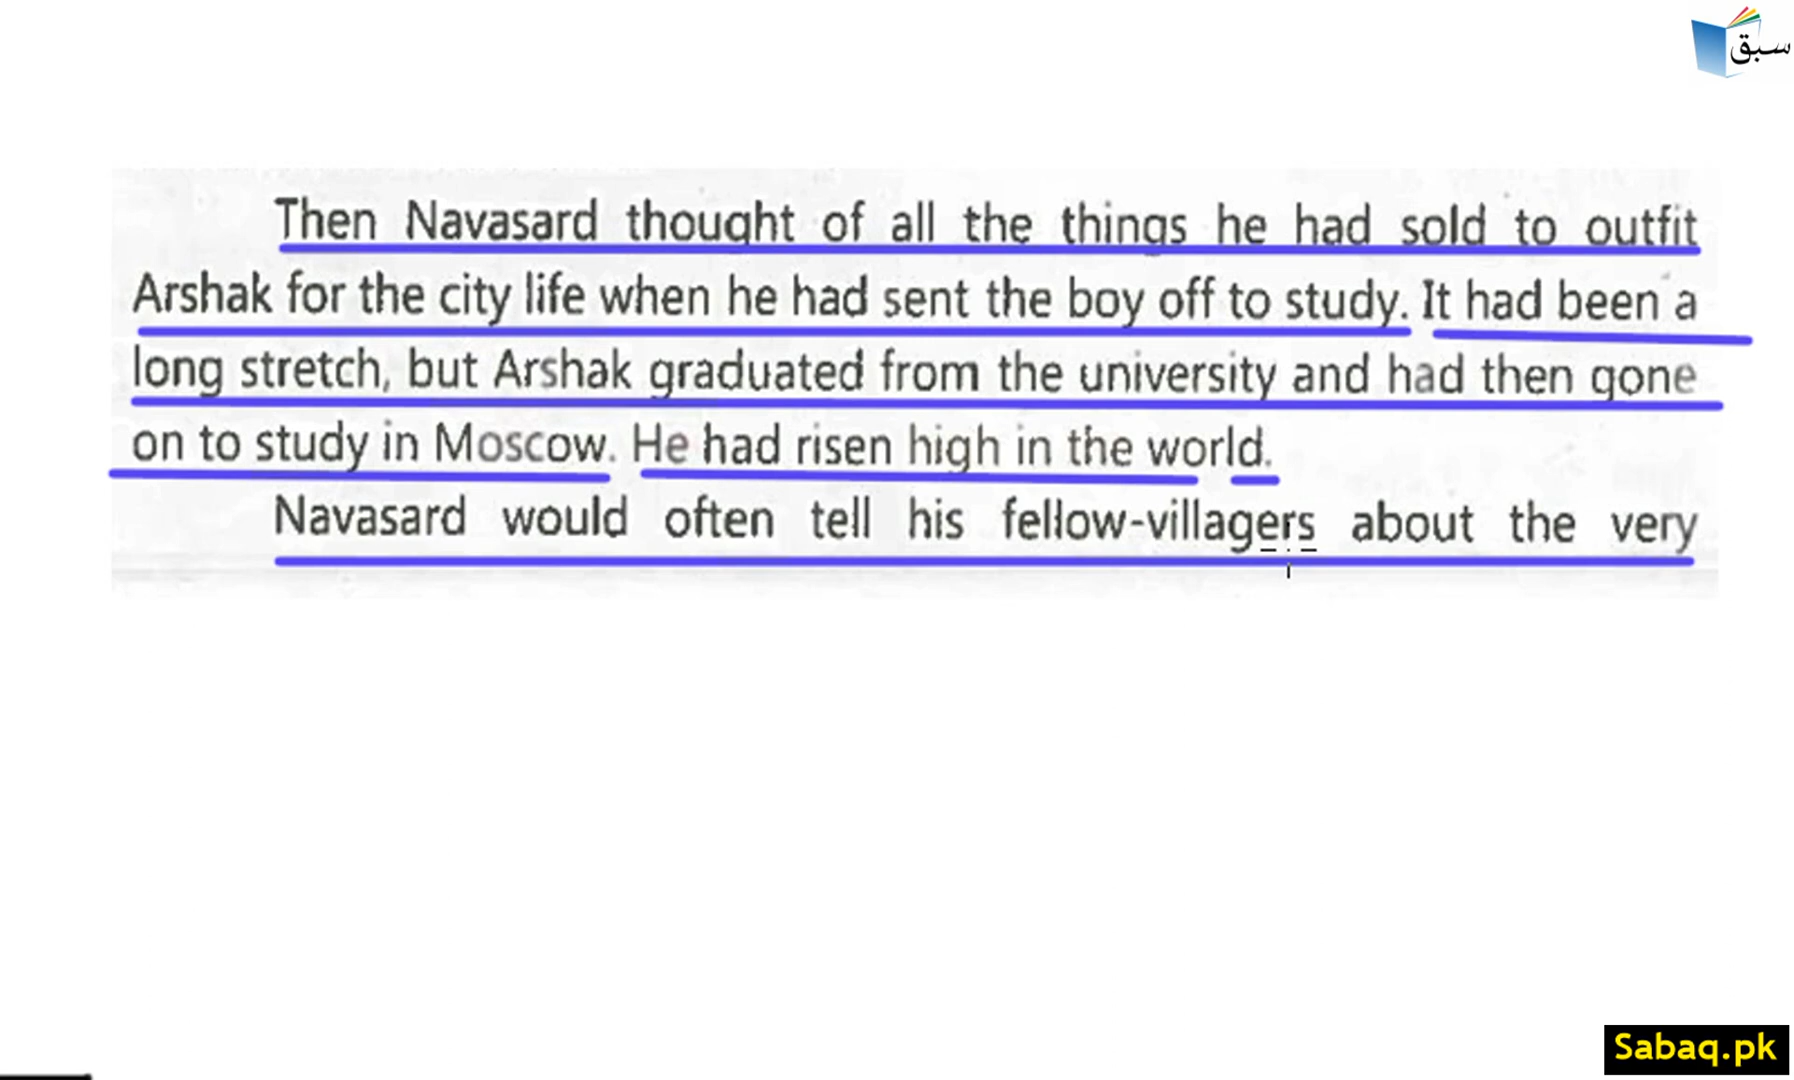 سبق
Then Navasard thought of all the things he had sold to outfit
Arshak for the city life when he had sent the boy off to study. It had been a
long stretch, but Arshak graduated from the university and had then gone
on to study in Moscow. He had risen high in the world.
Navasard would often tell his fellow-villagers about the very
Sabaq.pk